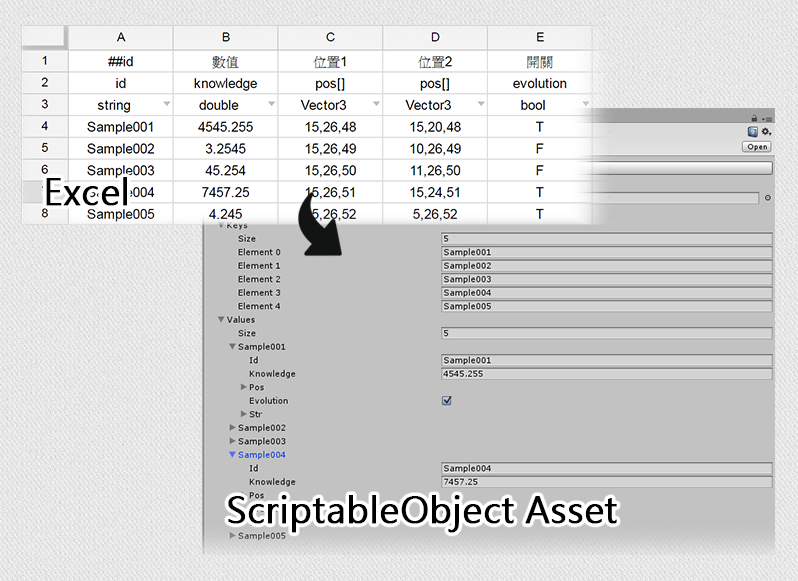 A B C D E
1 ##id 數值 位置1 位置2 開關
2 id knowledge pos[] pos[] evolution
3 string double Vector3 Vector3 bool
4 Sample001 4545.255 15,26,48 15,20,48 T
5 Sample002 3.2545 15,26,49 10,26,49 F
6 Sample003 45.254 15,26,50 11,26,50 F
Sample004 7457.25 15,26,51 15,24,51 T
8 Sample005 4.245 5,26,52 5,26,52 T
Excel
Open
Keys
Size 5
Element 0 Sample001
Element 1 Sample002
Element 2 Sample003
Element 3 Sample004
Element 4 Sample005
Values
Size 5
Sample001
Id Sample001
Knowledge 4545.255
Pos
Evolution
Str
Sample002
Sample003
Sample004
Id Sample004
Knowledge 7457.25
Pos
ScriptableObject Asset
Sample005